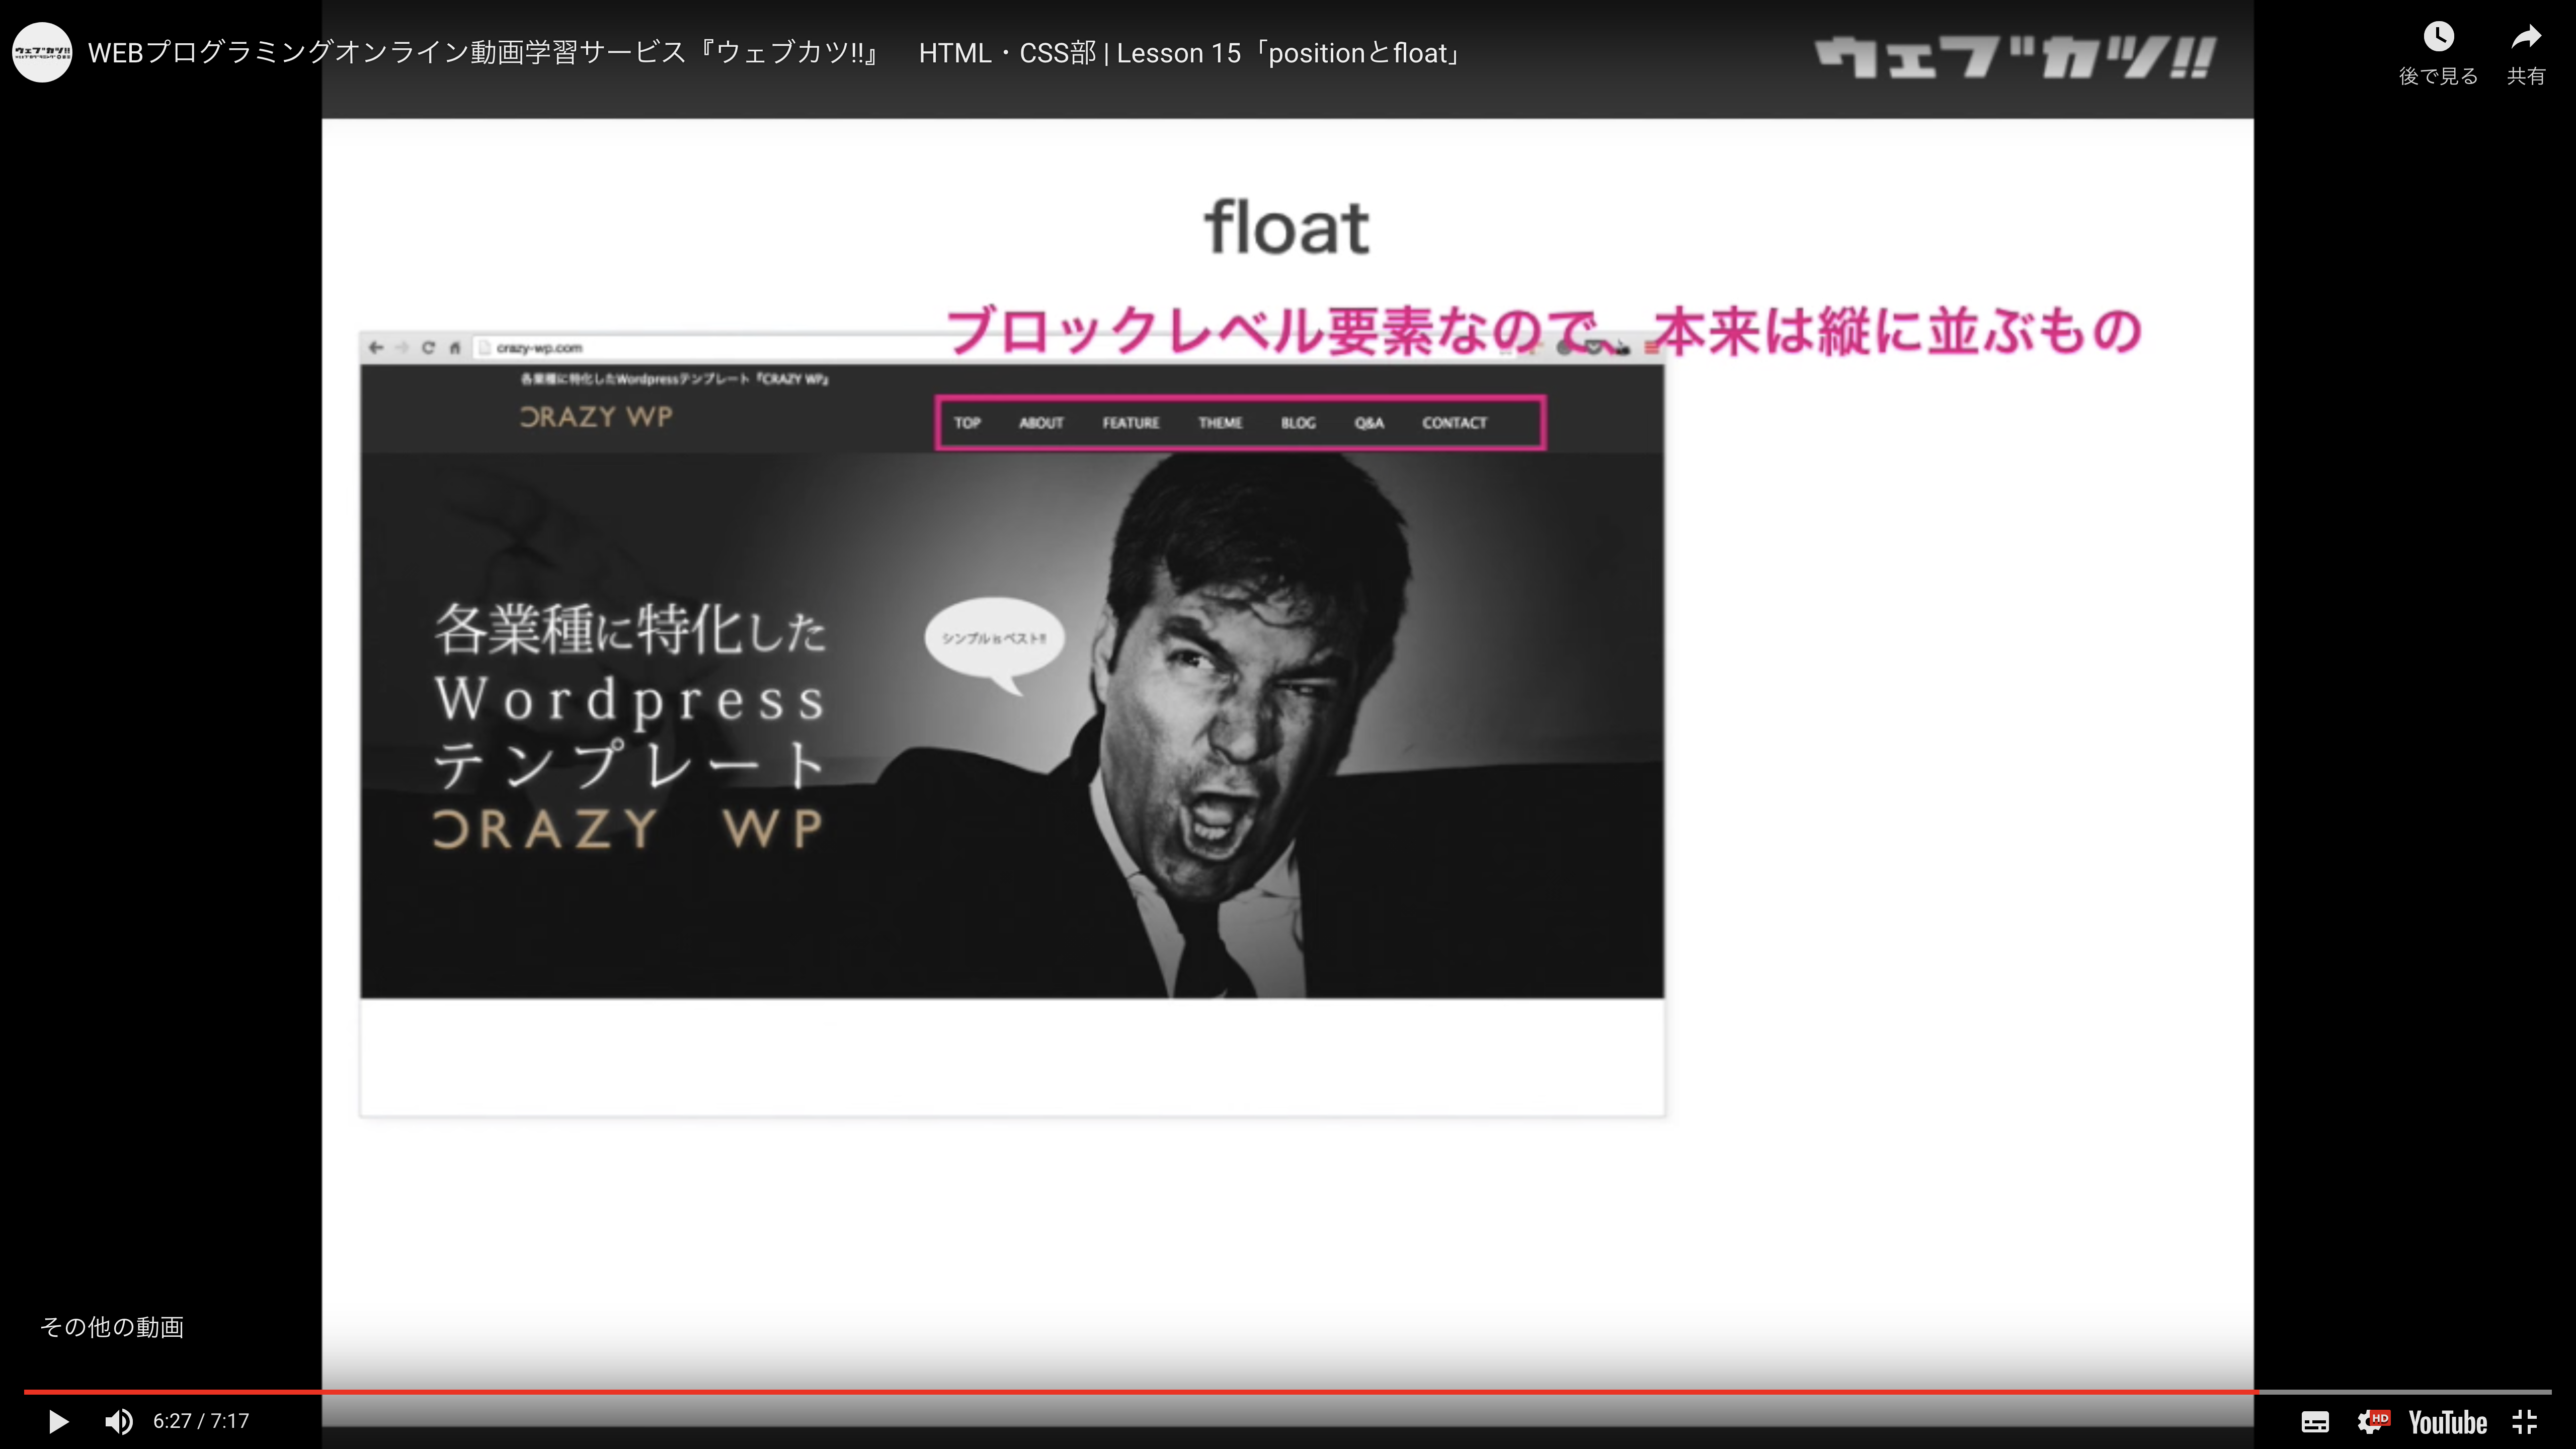 ウェブカツ!!
WEBプログラミングオンライン動画学習サービス『ウェブカツ!!』　HTML・CSS部 | Lesson 15「positionとfloat」
ウェブカツ!!
後で見る
共有
float
ブロックレベル要素なので、本来は縦に並ぶもの
crazy-wp.com
各業種に特化したWordpressテンプレート『CRAZY WP』
CRAZY WP
TOP ABOUT FEATURE THEME BLOG Q&A CONTACT
シンプル is ベスト!!
各業種に特化した
Wordpress
テンプレート
CRAZY WP
その他の動画
6:27 / 7:17
HD
YouTube